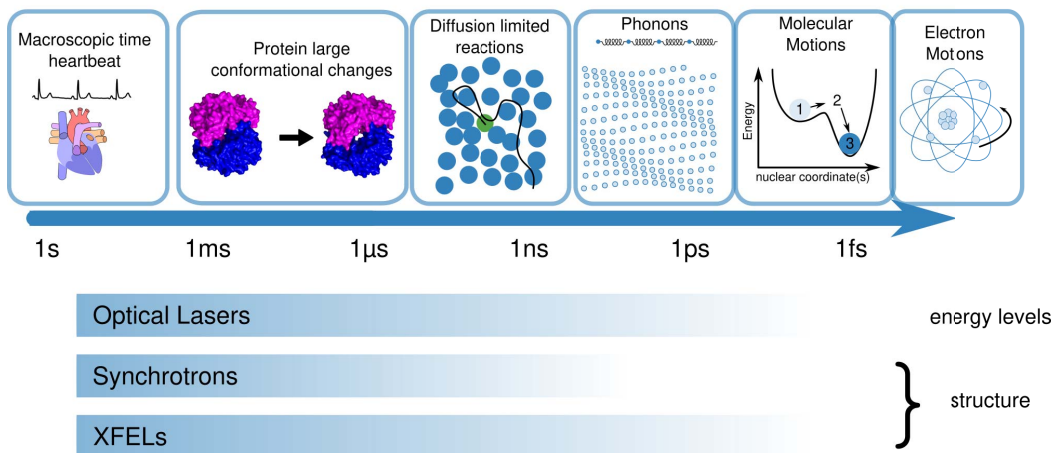 Macroscopic time
heartbeat
Protein large
conformational changes
Diffusion limited
reactions
Phonons
Molecular
Motions
Energy
1
2
3
nuclear coordinate(s)
Electron
Motons
1s
1ms
1µs
1ns
1ps
1fs
Optical Lasers
energy levels
Synchrotrons
structure
XFELs